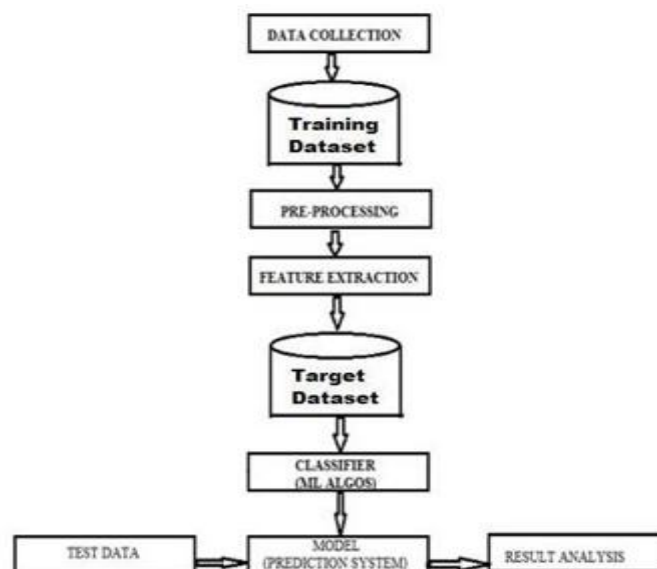 DATA COLLECTION
Training
Dataset
PRE-PROCESSING
FEATURE EXTRACTION
Target
Dataset
CLASSIFIER
(ML ALGOS)
TEST DATA
MODEL
(PREDICTION SYSTEM)
RESULT ANALYSIS